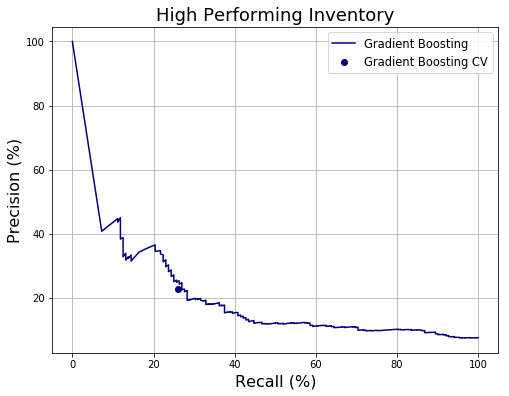 High Performing Inventory
Gradient Boosting
Gradient Boosting CV
Precision (%)
100
80
60
40
20
0 20 40 60 80 100
Recall (%)